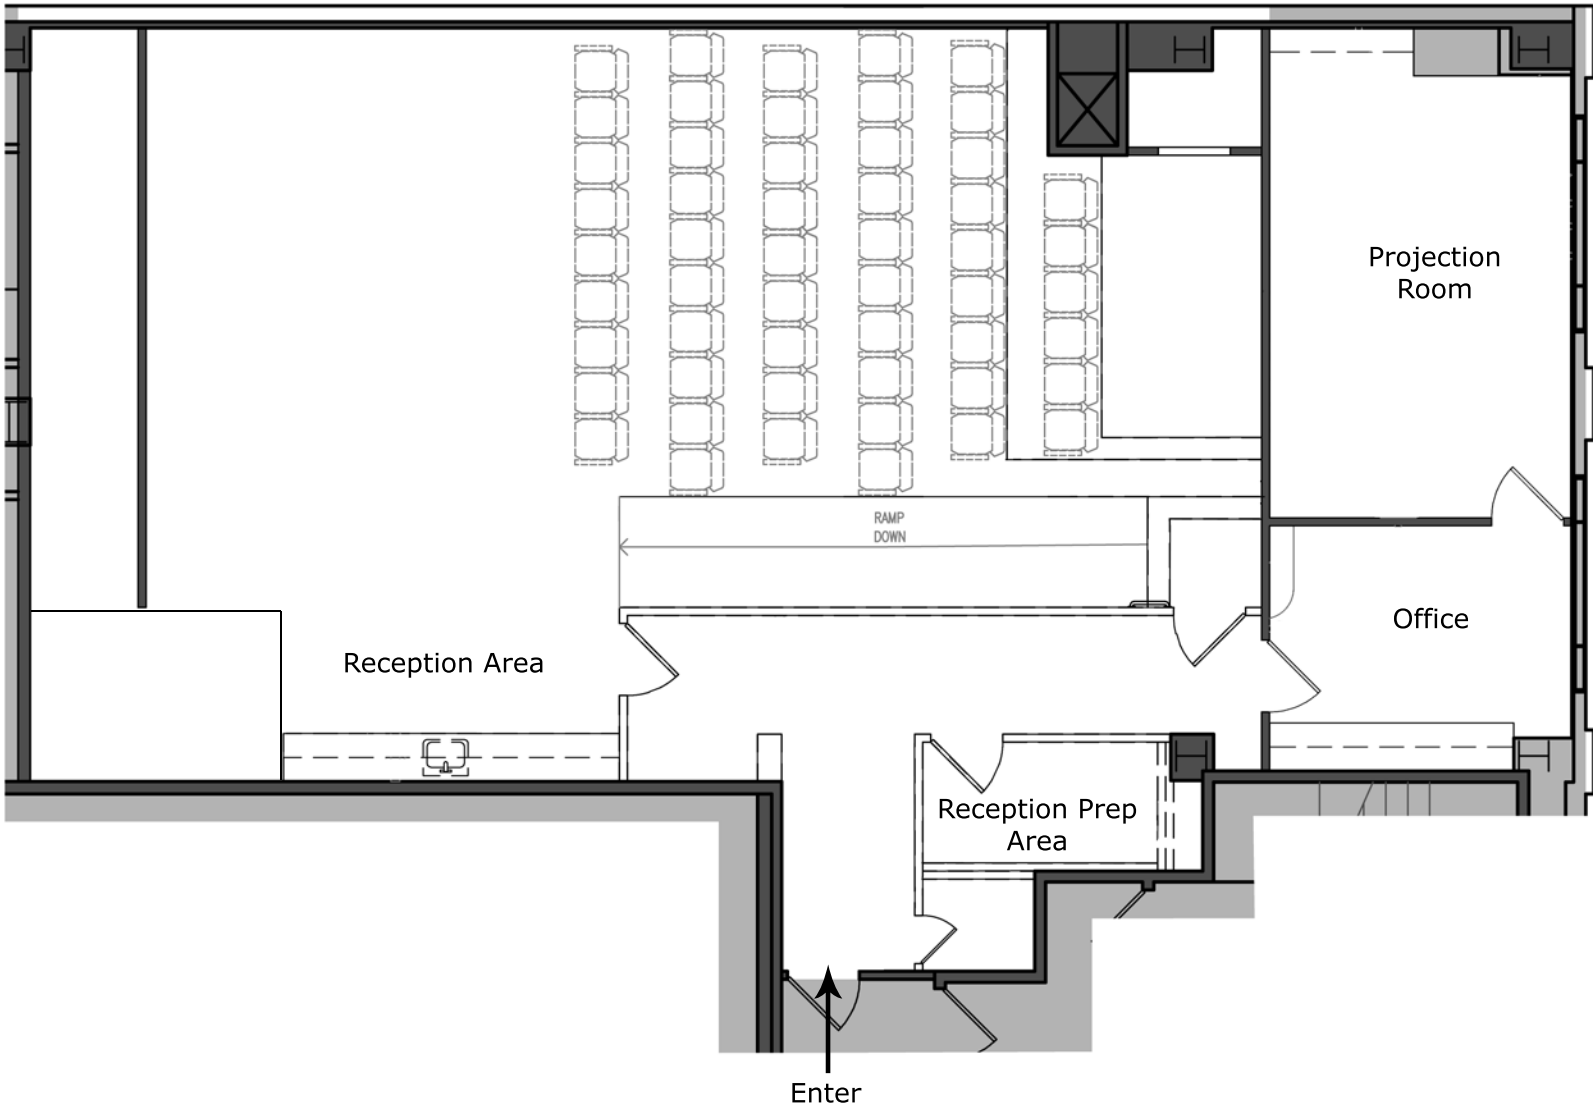 Projection
Room
RAMP
DOWN
Office
Reception Area
Reception Prep
Area
Enter